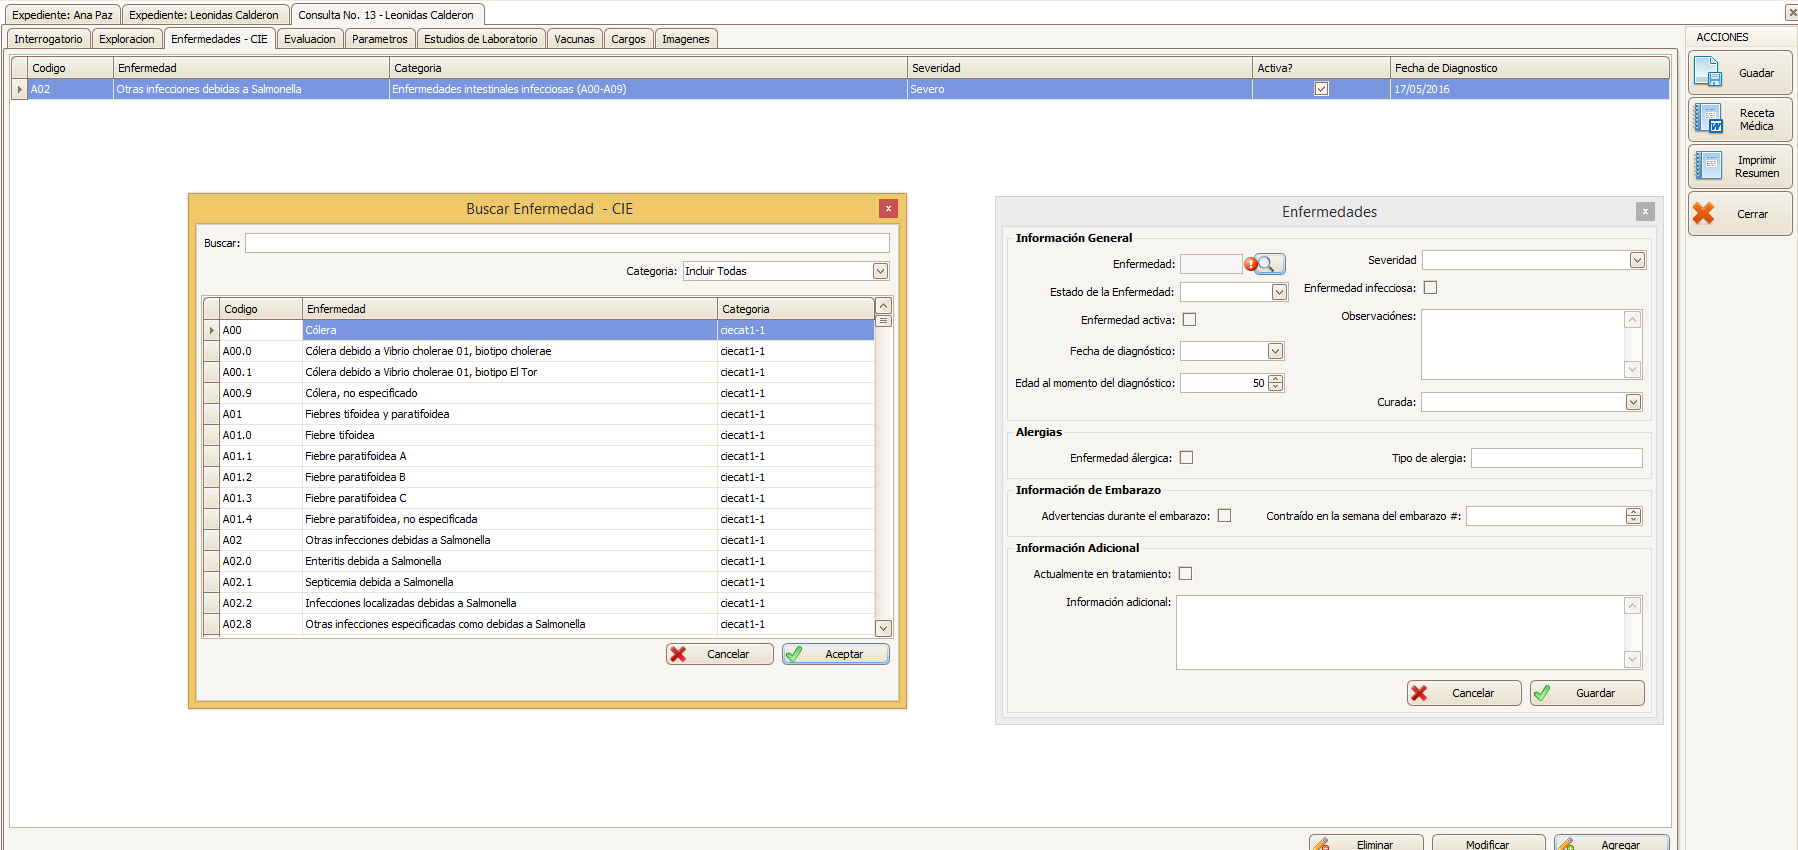 Expediente: Ana Paz
Expediente: Leonidas Calderon
Consulta No. 13 - Leonidas Calderon
Interrogatorio
Exploracion
Enfermedades - CIE
Evaluacion
Parametros
Estudios de Laboratorio
Vacunas
Cargos
Imagenes
Codigo
Enfermedad
Categoria
Severidad
Activa?
Fecha de Diagnostico
A02
Otras infecciones debidas a Salmonella
Enfermedades intestinales infecciosas (A00-A09)
Severo
17/05/2016
ACCIONES
Guadar
Receta
Médica
Imprimir
Resumen
Cerrar
Buscar Enfermedad - CIE
Buscar:
Categoria: Incluir Todas
Codigo Enfermedad Categoria
A00 Cólera ciecat1-1
A00.0 Cólera debido a Vibrio cholerae 01, biotipo cholerae ciecat1-1
A00.1 Cólera debido a Vibrio cholerae 01, biotipo El Tor ciecat1-1
A00.9 Cólera, no especificado ciecat1-1
A01 Fiebres tifoidea y paratifoidea ciecat1-1
A01.0 Fiebre tifoidea ciecat1-1
A01.1 Fiebre paratifoidea A ciecat1-1
A01.2 Fiebre paratifoidea B ciecat1-1
A01.3 Fiebre paratifoidea C ciecat1-1
A01.4 Fiebre paratifoidea, no especificada ciecat1-1
A02 Otras infecciones debidas a Salmonella ciecat1-1
A02.0 Enteritis debida a Salmonella ciecat1-1
A02.1 Septicemia debida a Salmonella ciecat1-1
A02.2 Infecciones localizadas debidas a Salmonella ciecat1-1
A02.8 Otras infecciones especificadas como debidas a Salmonella ciecat1-1
Cancelar
Aceptar
Enfermedades
Información General
Enfermedad:
Severidad
Estado de la Enfermedad:
Enfermedad infecciosa:
Enfermedad activa:
Observaciónes:
Fecha de diagnóstico:
Edad al momento del diagnóstico: 50
Curada:
Alergias
Enfermedad álergica:
Tipo de alergia:
Información de Embarazo
Advertencias durante el embarazo:
Contraído en la semana del embarazo #:
Información Adicional
Actualmente en tratamiento:
Información adicional:
Cancelar
Guardar
Eliminar
Modificar
Agregar